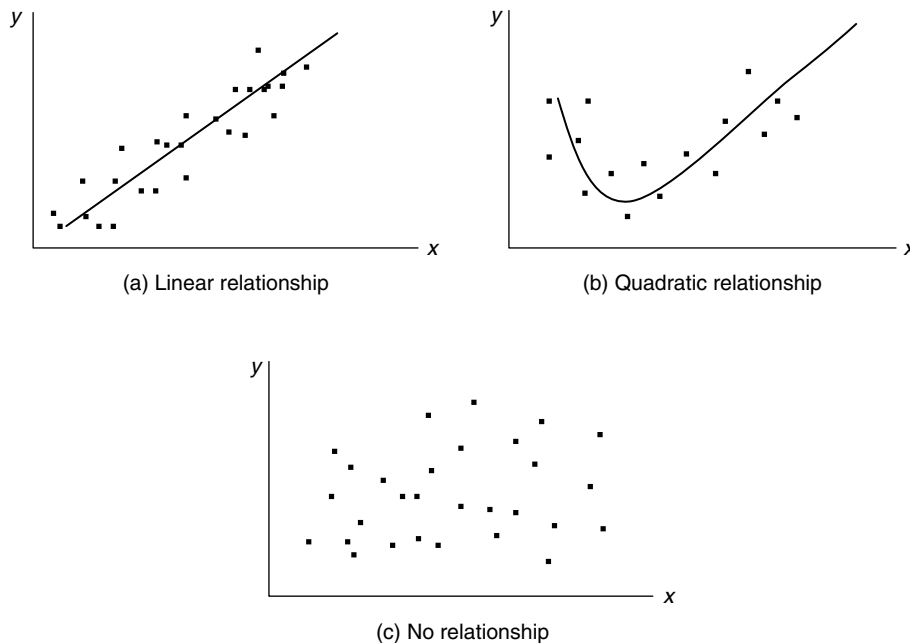 y
x
(a) Linear relationship
y
x
(b) Quadratic relationship
y
x
(c) No relationship